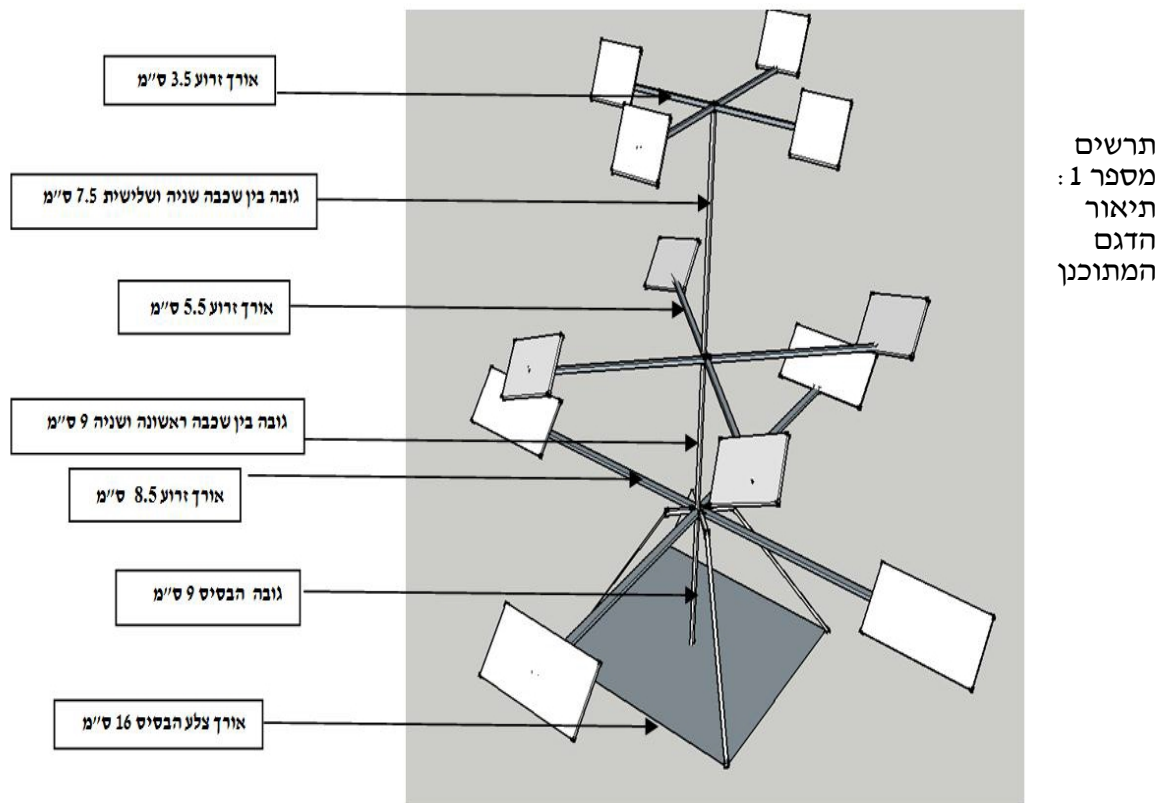 תרשים
מספר 1:
תיאור
הדגם
המתוכנן
אורך זרוע 3.5 ס״מ
גובה בין שכבה שניה ושלישית 7.5 ס״מ
אורך זרוע 5.5 ס״מ
גובה בין שכבה ראשונה ושניה 9 ס״מ
אורך זרוע 8.5 ס״מ
גובה הבסיס 9 ס״מ
אורך צלע הבסיס 16 ס״מ